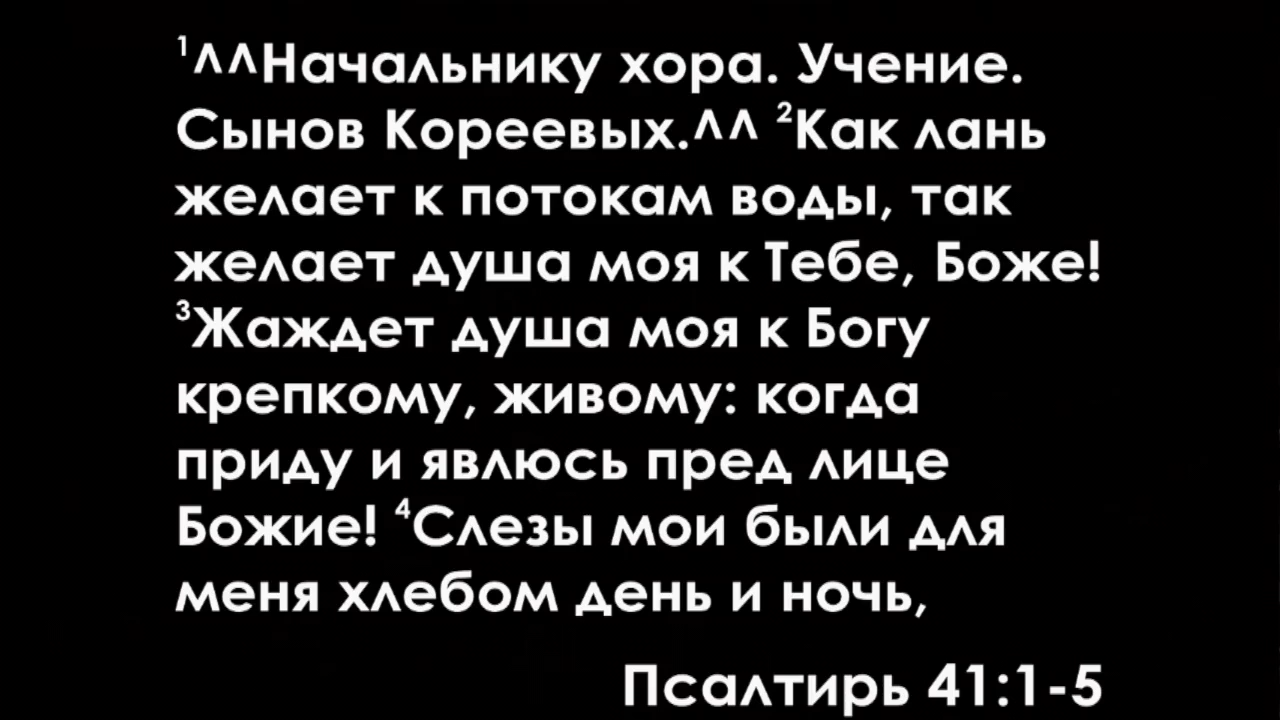 ¹^^Начальнику хора. Учение.
Сынов Кореевых.^^ ²Как лань
желает к потокам воды, так
желает душа моя к Тебе, Боже!
³Жаждет душа моя к Богу
крепкому, живому: когда
приду и явлюсь пред лице
Божие! ⁴Слезы мои были для
меня хлебом день и ночь,
Псалтирь 41:1-5